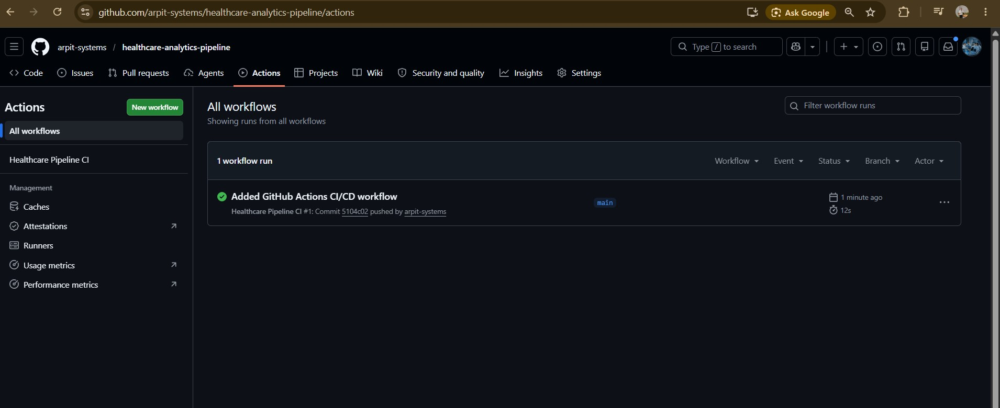 github.com/arpit-systems/healthcare-analytics-pipeline/actions
Ask Google
arpit-systems / healthcare-analytics-pipeline
Type / to search
Code Issues Pull requests Agents Actions Projects Wiki Security and quality Insights Settings
Actions
New workflow
All workflows
Healthcare Pipeline CI
Management
Caches
Attestations
Runners
Usage metrics
Performance metrics
All workflows
Showing runs from all workflows
Filter workflow runs
1 workflow run
Workflow Event Status Branch Actor
Added GitHub Actions CI/CD workflow
Healthcare Pipeline CI #1: Commit 5104c02 pushed by arpit-systems
main
1 minute ago
12s